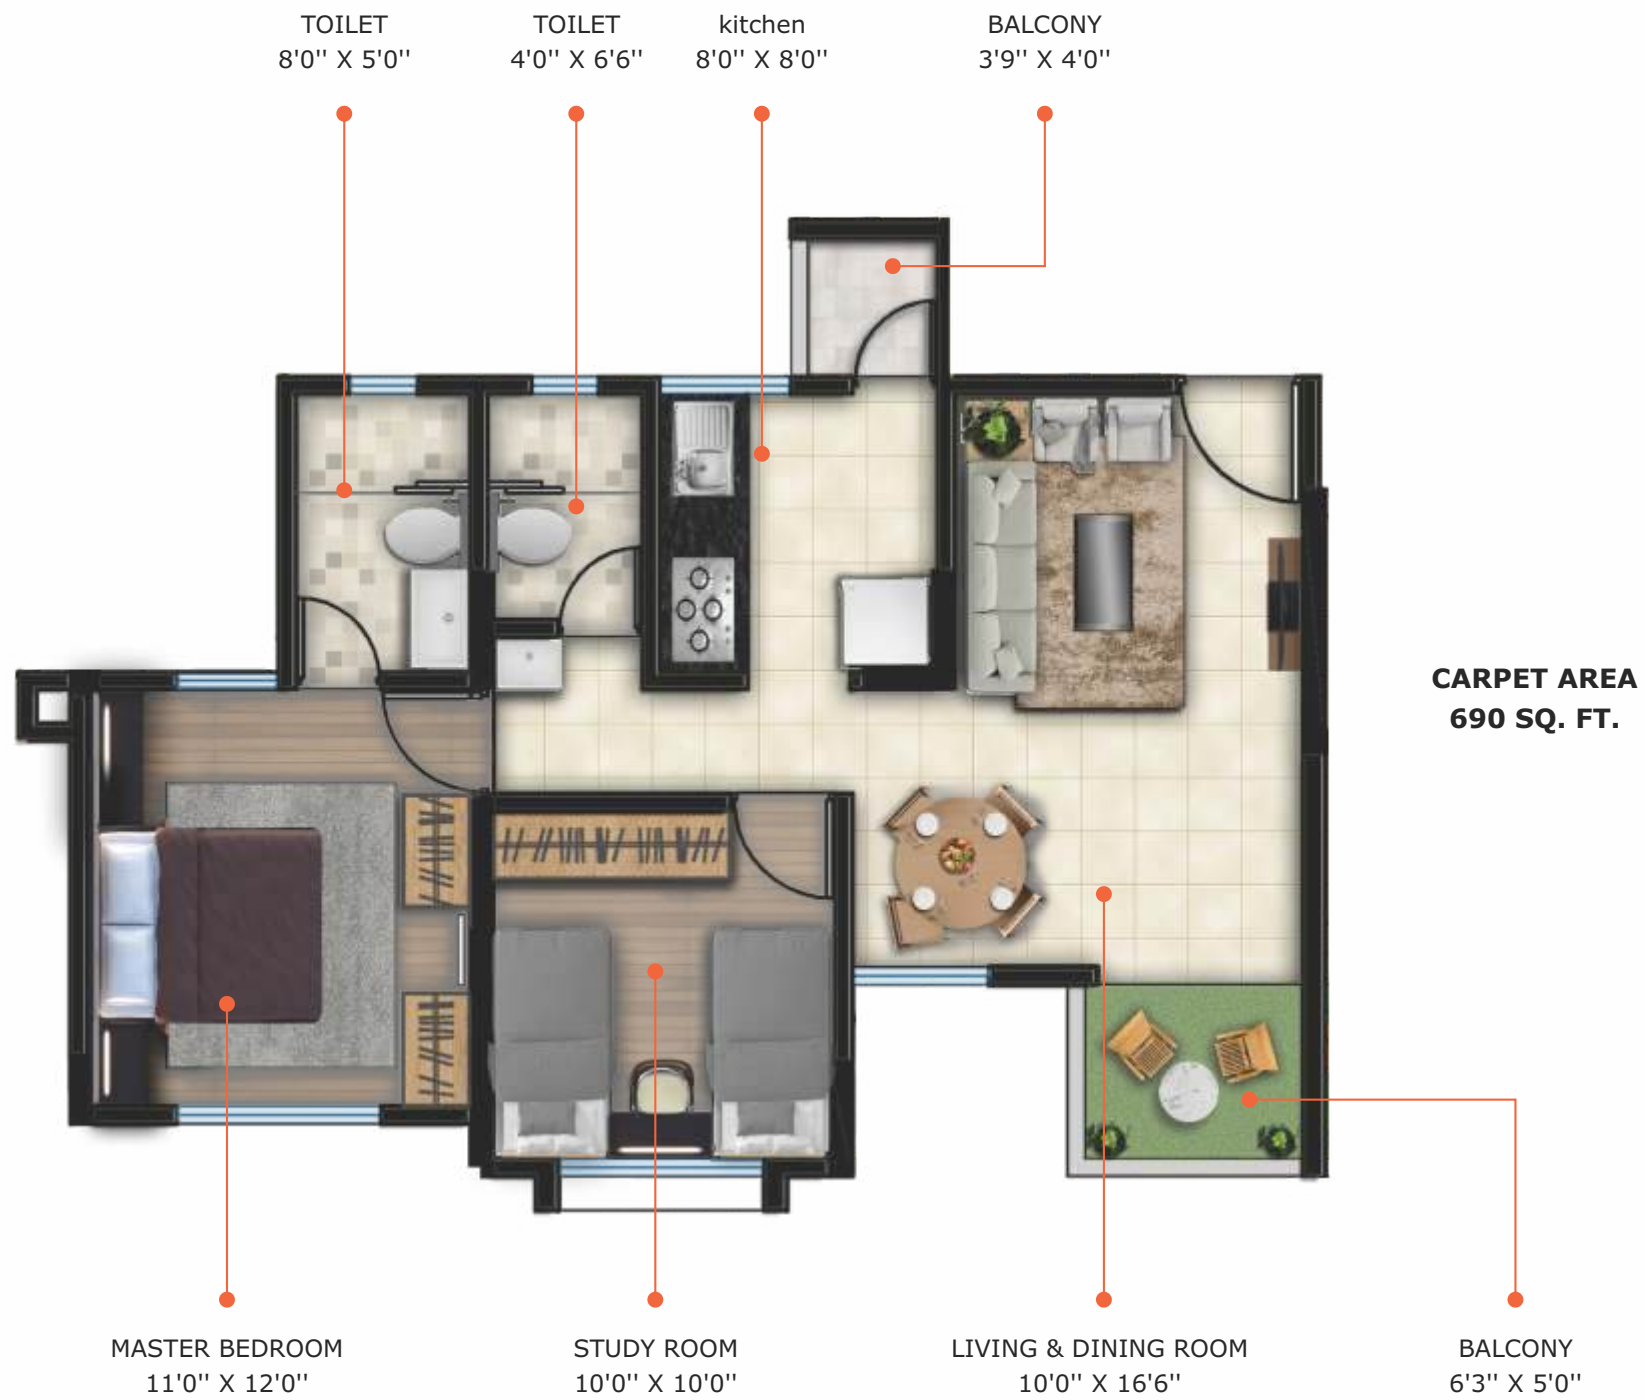 TOILET
8'0'' X 5'0''
TOILET
4'0'' X 6'6''
kitchen
8'0'' X 8'0''
BALCONY
3'9'' X 4'0''
CARPET AREA
690 SQ. FT.
MASTER BEDROOM
11'0'' X 12'0''
STUDY ROOM
10'0'' X 10'0''
LIVING & DINING ROOM
10'0'' X 16'6''
BALCONY
6'3'' X 5'0''